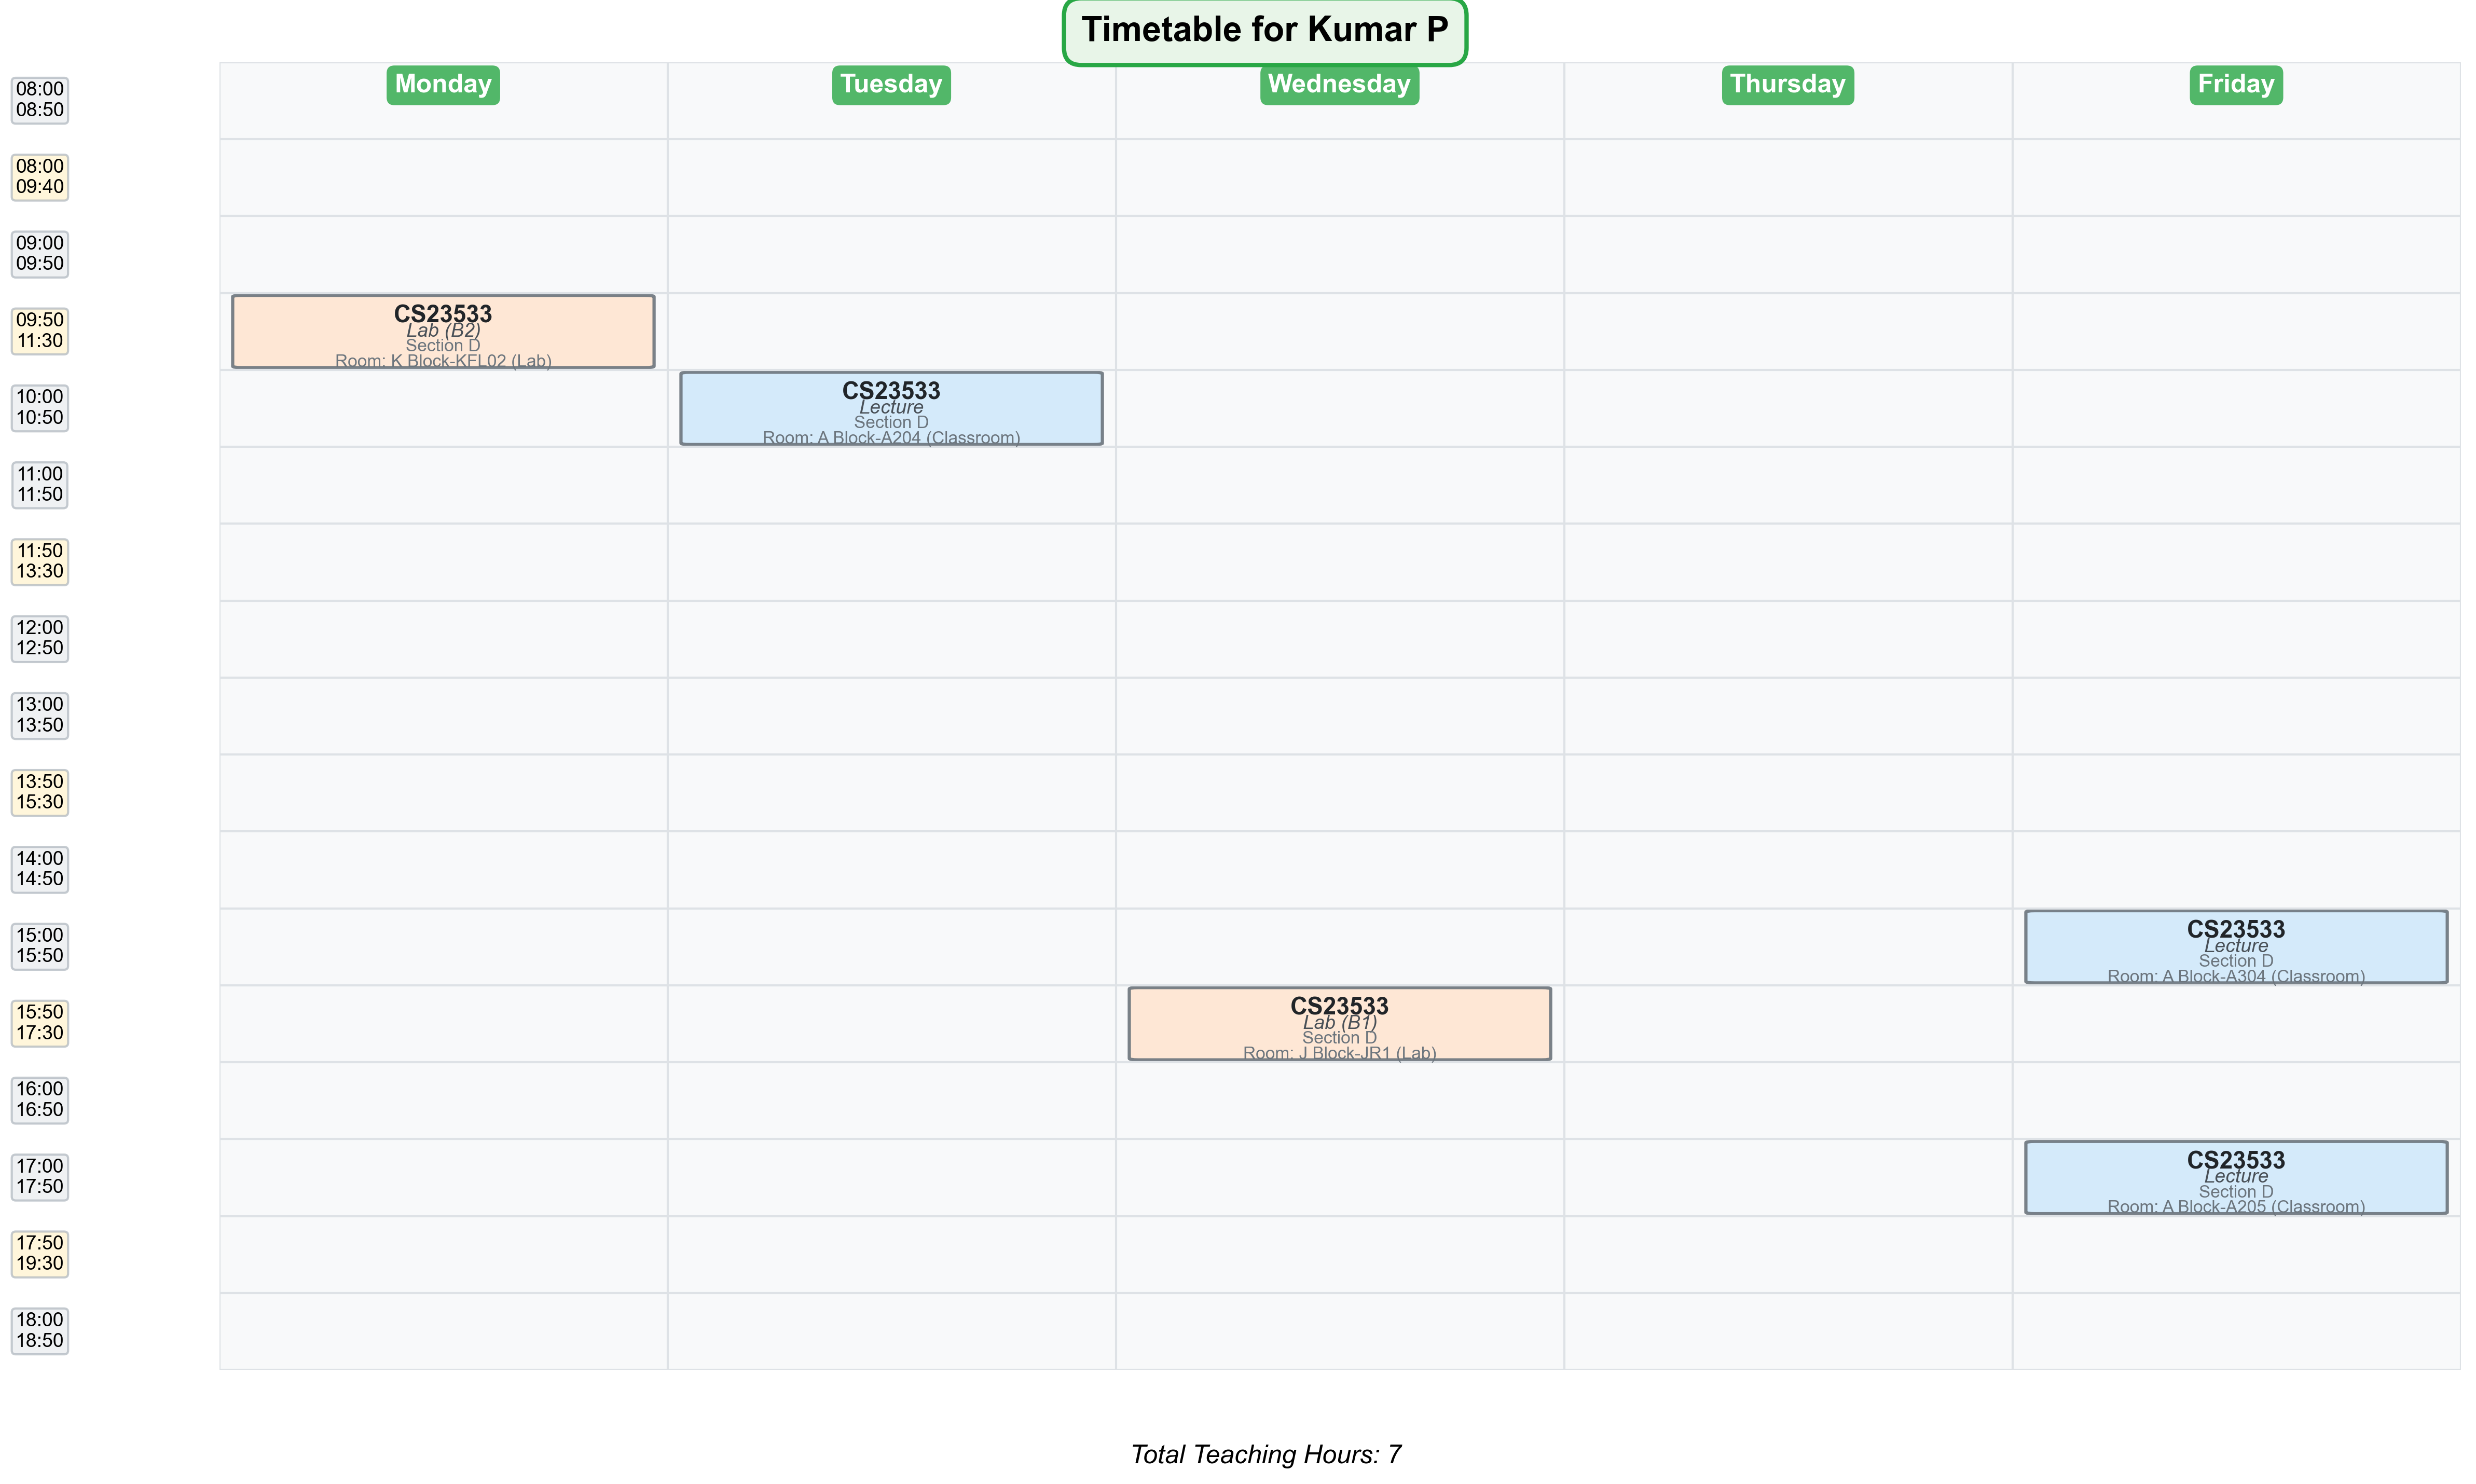 Timetable for Kumar P
Monday
Tuesday
Wednesday
Thursday
Friday
08:00
08:50
08:00
09:40
09:00
09:50
09:50
11:30
CS23533
Lab (B2)
Section D
Room: K Block-KFL02 (Lab)
10:00
10:50
CS23533
Lecture
Section D
Room: A Block-A204 (Classroom)
11:00
11:50
11:50
13:30
12:00
12:50
13:00
13:50
13:50
15:30
14:00
14:50
15:00
15:50
CS23533
Lecture
Section D
Room: A Block-A304 (Classroom)
15:50
17:30
CS23533
Lab (B1)
Section D
Room: J Block-JR1 (Lab)
16:00
16:50
17:00
17:50
CS23533
Lecture
Section D
Room: A Block-A205 (Classroom)
17:50
19:30
18:00
18:50
Total Teaching Hours: 7